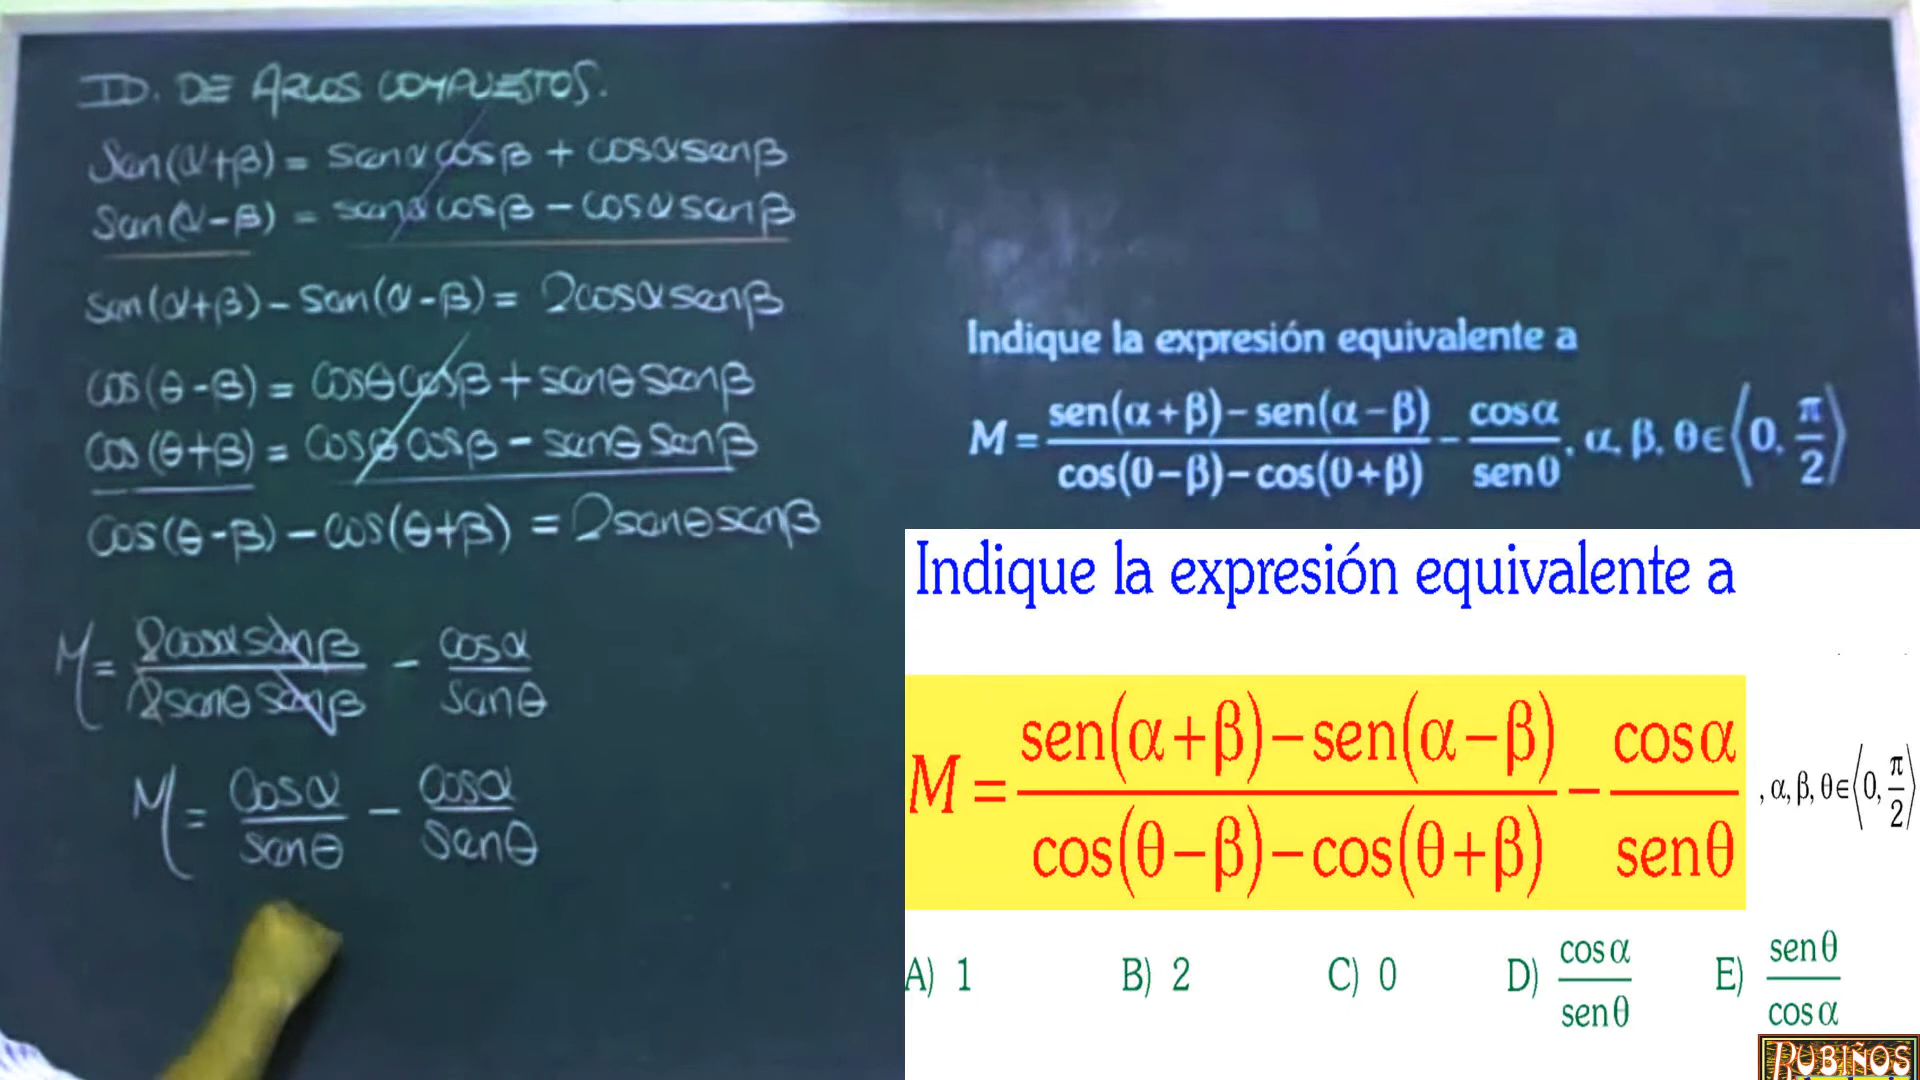 ID. DE ARCOS COMPUESTOS.
Sen(α+β) = senα cosβ + cosα senβ
Sen(α-β) = senα cosβ - cosα senβ
sen(α+β) - sen(α-β) = 2cosα senβ
cos(θ-β) = cosθ cosβ + senθ senβ
cos(θ+β) = cosθ cosβ - senθ senβ
cos(θ-β) - cos(θ+β) = 2senθ senβ
M = 2cosα senβ / 2senθ senβ - cosα / senθ
M = cosα / senθ - cosα / senθ
Indique la expresión equivalente a
M = sen(α+β) - sen(α-β) / cos(θ-β) - cos(θ+β) - cosα / senθ, α, β, θ∈⟨0, π/2⟩
Indique la expresión equivalente a
M = sen(α+β) - sen(α-β) / cos(θ-β) - cos(θ+β) - cosα / senθ , α, β, θ∈⟨0, π/2⟩
A) 1 B) 2 C) 0 D) cosα / senθ E) senθ / cosα
RUBIÑOS